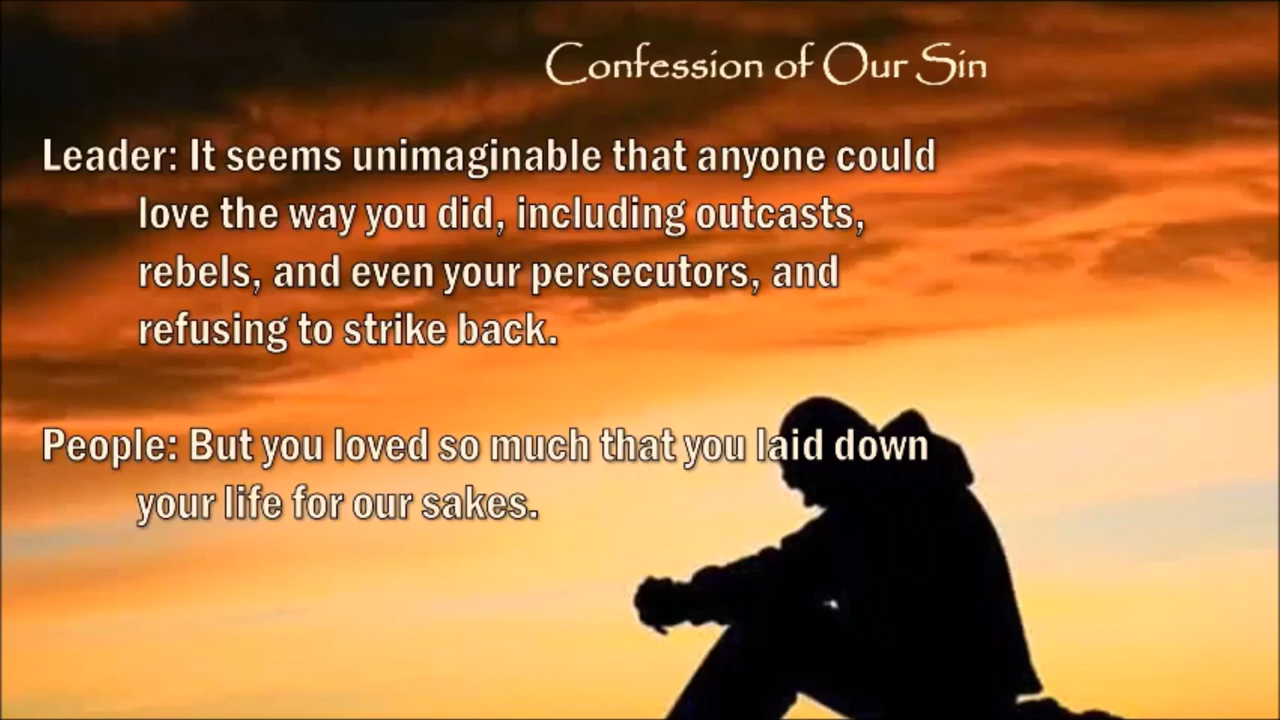 Confession of Our Sin
Leader: It seems unimaginable that anyone could
love the way you did, including outcasts,
rebels, and even your persecutors, and
refusing to strike back.
People: But you loved so much that you laid down
your life for our sakes.